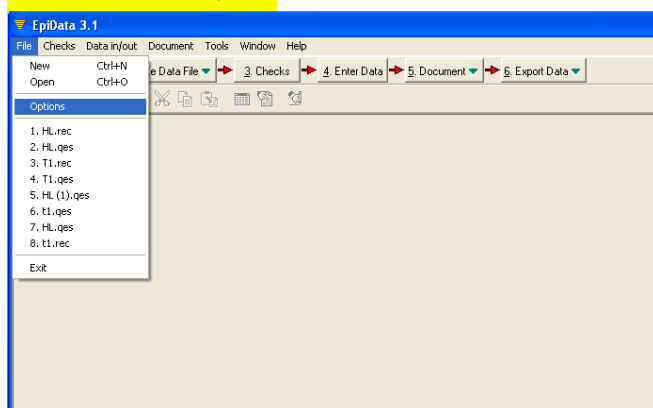 EpiData 3.1
File Checks Data in/out Document Tools Window Help
New Ctrl+N
Open Ctrl+O
Options
1. HL.rec
2. HL.qes
3. T1.rec
4. T1.qes
5. HL (1).qes
6. t1.qes
7. HL.qes
8. t1.rec
Exit
e Data File
3. Checks
4. Enter Data
5. Document
6. Export Data